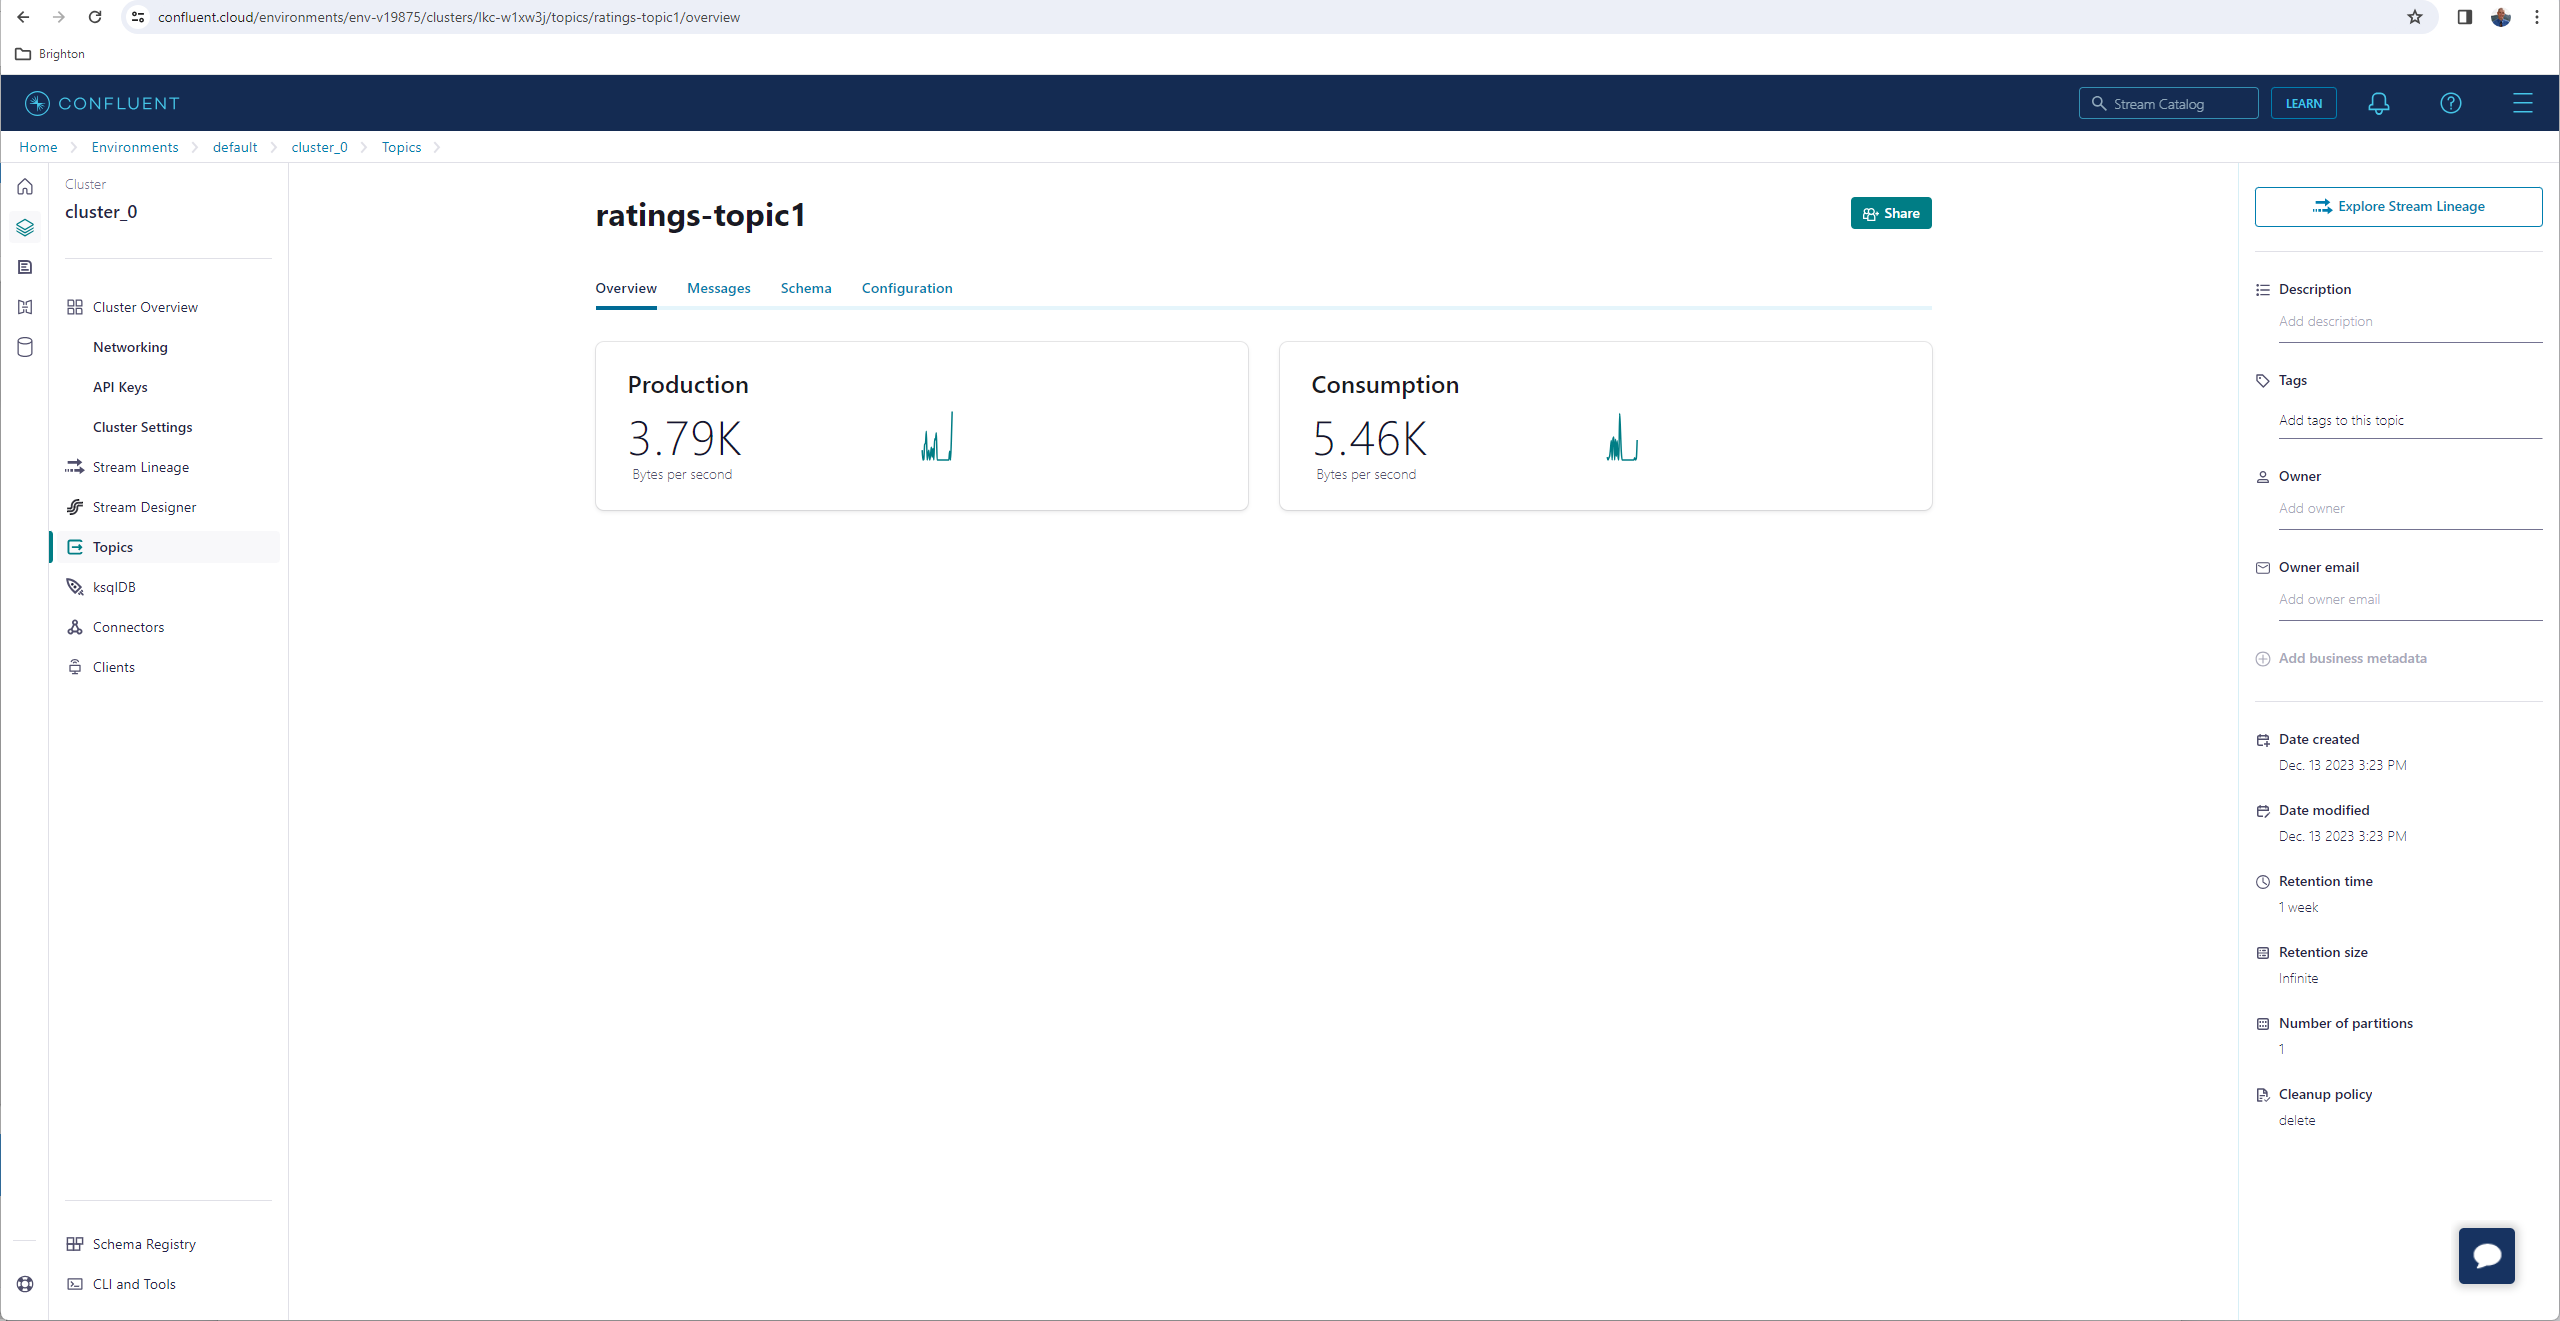 confluent.cloud/environments/env-v19875/clusters/lkc-w1xw3j/topics/ratings-topic1/overview
Brighton
CONFLUENT
Stream Catalog
LEARN
Home
Environments
default
cluster_0
Topics
Cluster
cluster_0
Cluster Overview
Networking
API Keys
Cluster Settings
Stream Lineage
Stream Designer
Topics
ksqlDB
Connectors
Clients
Schema Registry
CLI and Tools
ratings-topic1
Share
Overview
Messages
Schema
Configuration
Production
3.79K
Bytes per second
Consumption
5.46K
Bytes per second
Explore Stream Lineage
Description
Add description
Tags
Add tags to this topic
Owner
Add owner
Owner email
Add owner email
Add business metadata
Date created
Dec. 13 2023 3:23 PM
Date modified
Dec. 13 2023 3:23 PM
Retention time
1 week
Retention size
Infinite
Number of partitions
1
Cleanup policy
delete